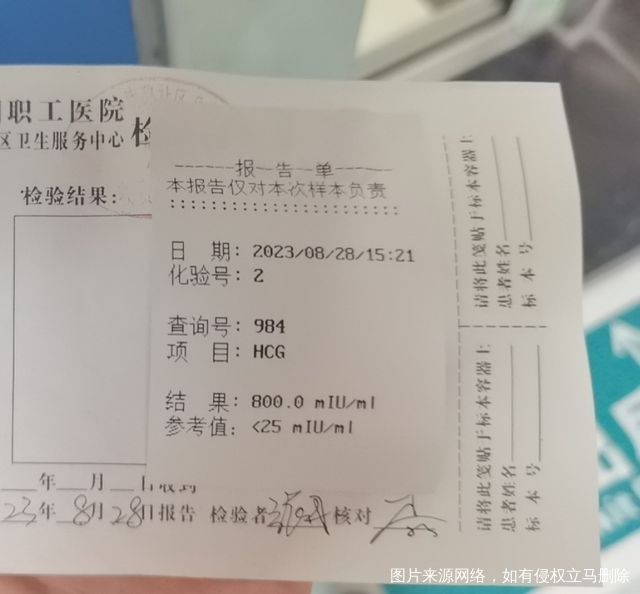 职工医院
区卫生服务中心
检验结果:
报告单
本报告仅对本次样本负责
日 期: 2023/08/28/15:21
化验号: 2
查询号: 984
项 目: HCG
结 果: 800.0 mIU/ml
参考值: <25 mIU/ml
年 月 日收到
23年 8月 28日报告 检验者 核对
请将此笺贴于标本容器上
患者姓名
标 本 号
请将此笺贴于标本容器上
患者姓名
标 本 号
图片来源网络，如有侵权立马删除